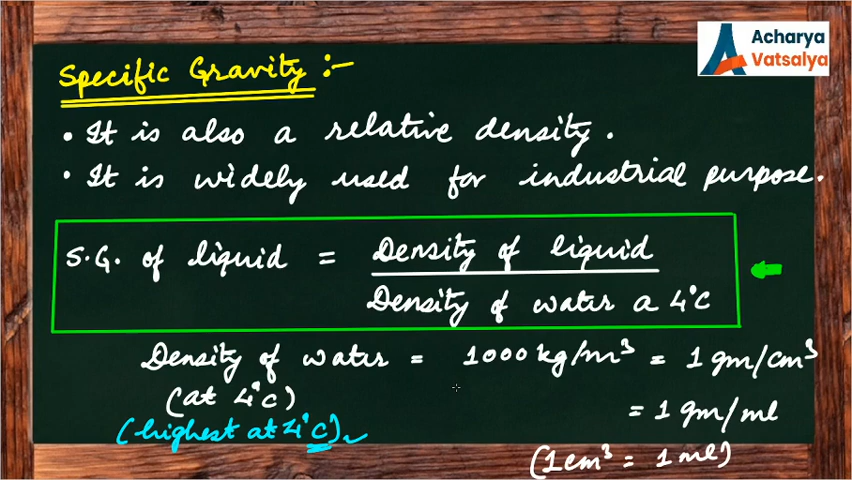 Acharya
Vatsalya
Specific Gravity :-
• It is also a relative density.
• It is widely used for industrial purpose.
S.G. of liquid = Density of liquid
Density of water a 4°C
Density of water = 1000 kg/m³ = 1 gm/cm³
(at 4°C)
= 1 gm/ml
(highest at 4°C)
(1 cm³ = 1 ml)